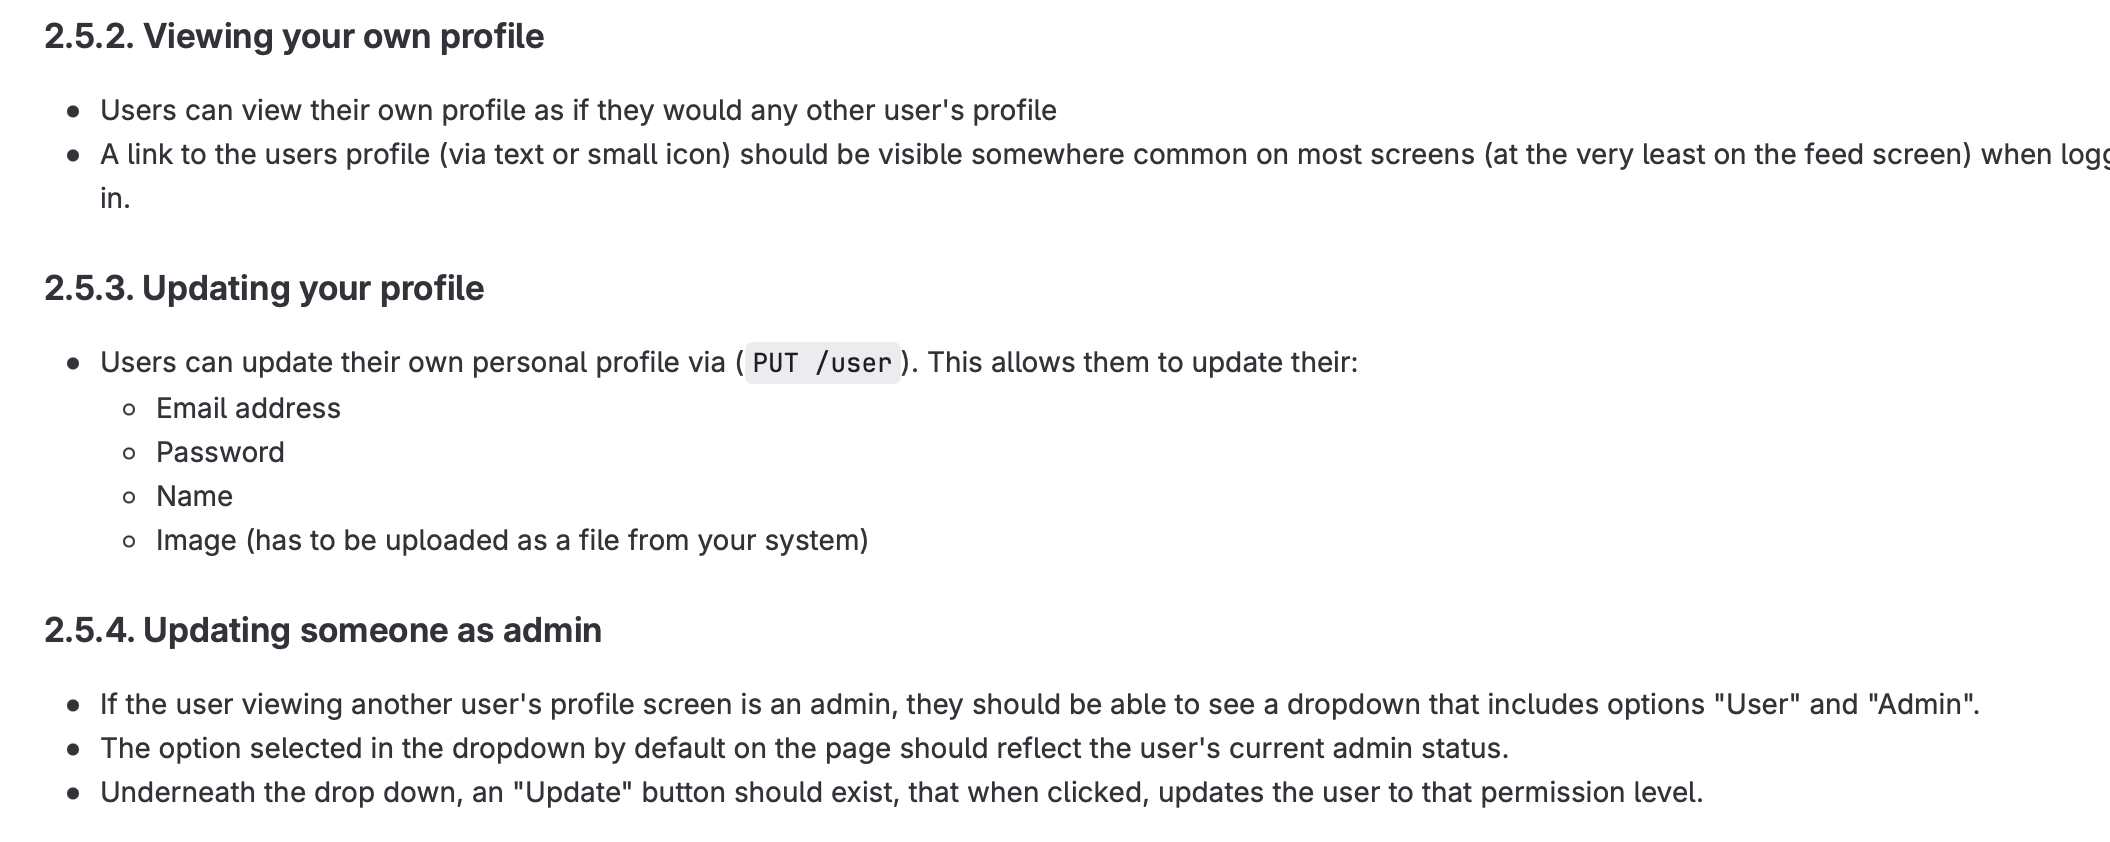 2.5.2. Viewing your own profile
Users can view their own profile as if they would any other user's profile
A link to the users profile (via text or small icon) should be visible somewhere common on most screens (at the very least on the feed screen) when
in.
2.5.3. Updating your profile
Users can update their own personal profile via (PUT /user). This allows them to update their:
Email address
Password
Name
Image (has to be uploaded as a file from your system)
2.5.4. Updating someone as admin
If the user viewing another user's profile screen is an admin, they should be able to see a dropdown that includes options "User" and "Admin".
The option selected in the dropdown by default on the page should reflect the user's current admin status.
Underneath the drop down, an "Update" button should exist, that when clicked, updates the user to that permission level.